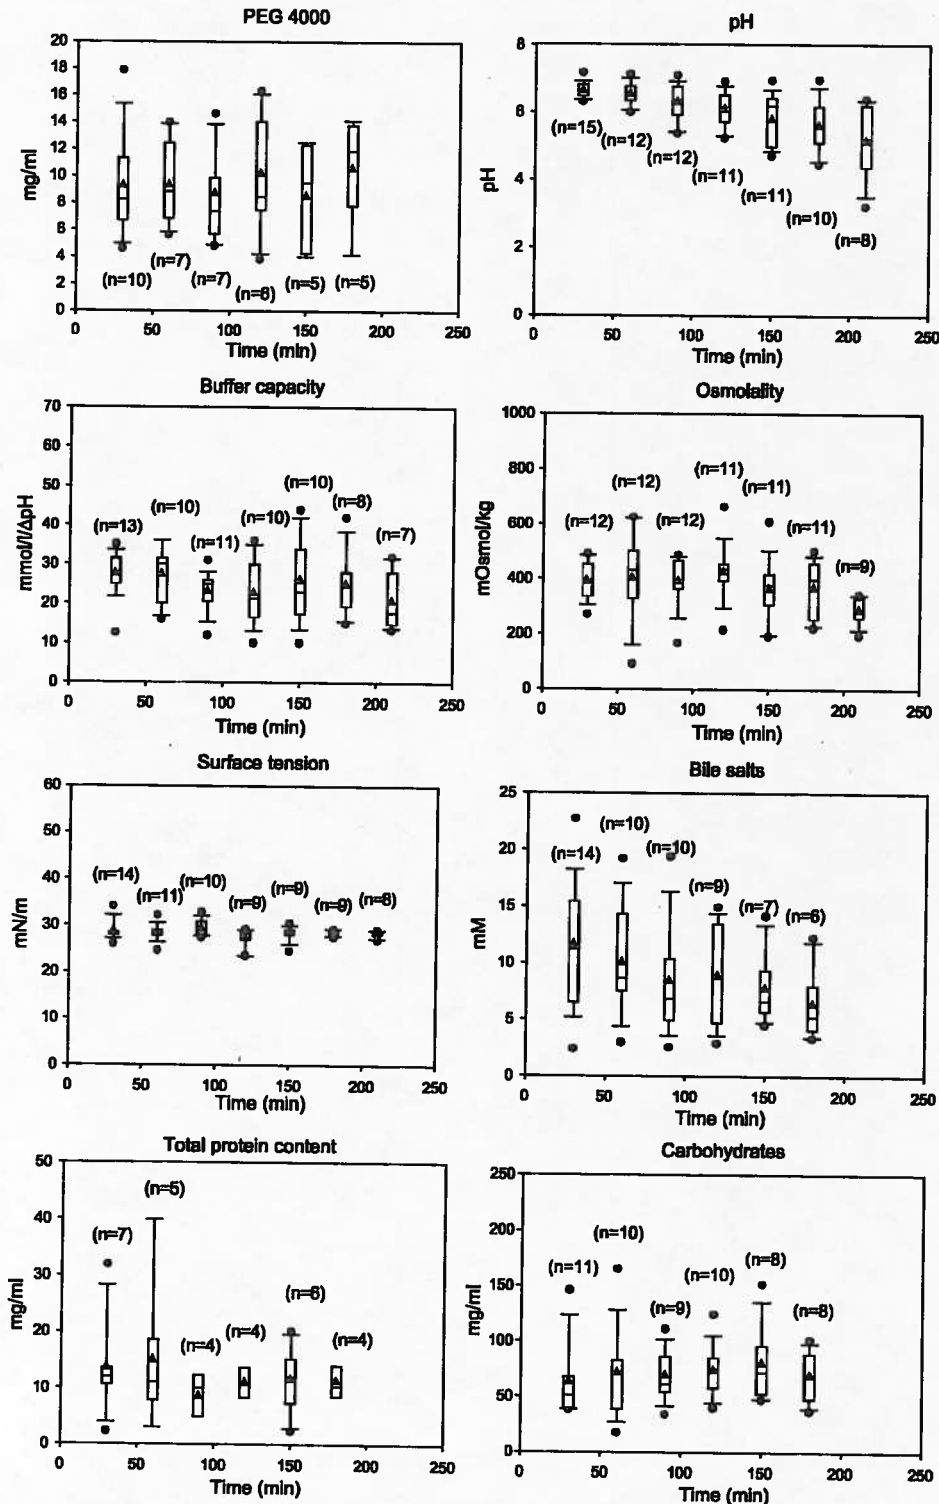 PEG 4000
20
18
16
14
12
10
8
6
4
2
0
mg/ml
(n=10)
(n=7)
(n=7)
(n=6)
(n=5)
(n=5)
0
50
100
150
200
250
Time (min)
pH
8
6
4
2
0
pH
(n=15)
(n=12)
(n=12)
(n=11)
(n=11)
(n=10)
(n=8)
0
50
100
150
200
250
Time (min)
Buffer capacity
70
60
50
40
30
20
10
0
mmol/l/ΔpH
(n=13)
(n=10)
(n=11)
(n=10)
(n=10)
(n=8)
(n=7)
0
50
100
150
200
250
Time (min)
Osmolality
1000
800
600
400
200
0
mOsmol/kg
(n=12)
(n=12)
(n=12)
(n=11)
(n=11)
(n=11)
(n=9)
0
50
100
150
200
250
Time (min)
Surface tension
60
50
40
30
20
10
0
mN/m
(n=14)
(n=11)
(n=10)
(n=9)
(n=9)
(n=9)
(n=8)
0
50
100
150
200
250
Time (min)
Bile salts
25
20
15
10
5
0
mM
(n=14)
(n=10)
(n=10)
(n=9)
(n=7)
(n=6)
0
50
100
150
200
250
Time (min)
Total protein content
50
40
30
20
10
0
mg/ml
(n=7)
(n=5)
(n=4)
(n=4)
(n=6)
(n=4)
0
50
100
150
200
250
Time (min)
Carbohydrates
250
200
150
100
50
0
mg/ml
(n=11)
(n=10)
(n=9)
(n=10)
(n=8)
(n=8)
0
50
100
150
200
250
Time (min)